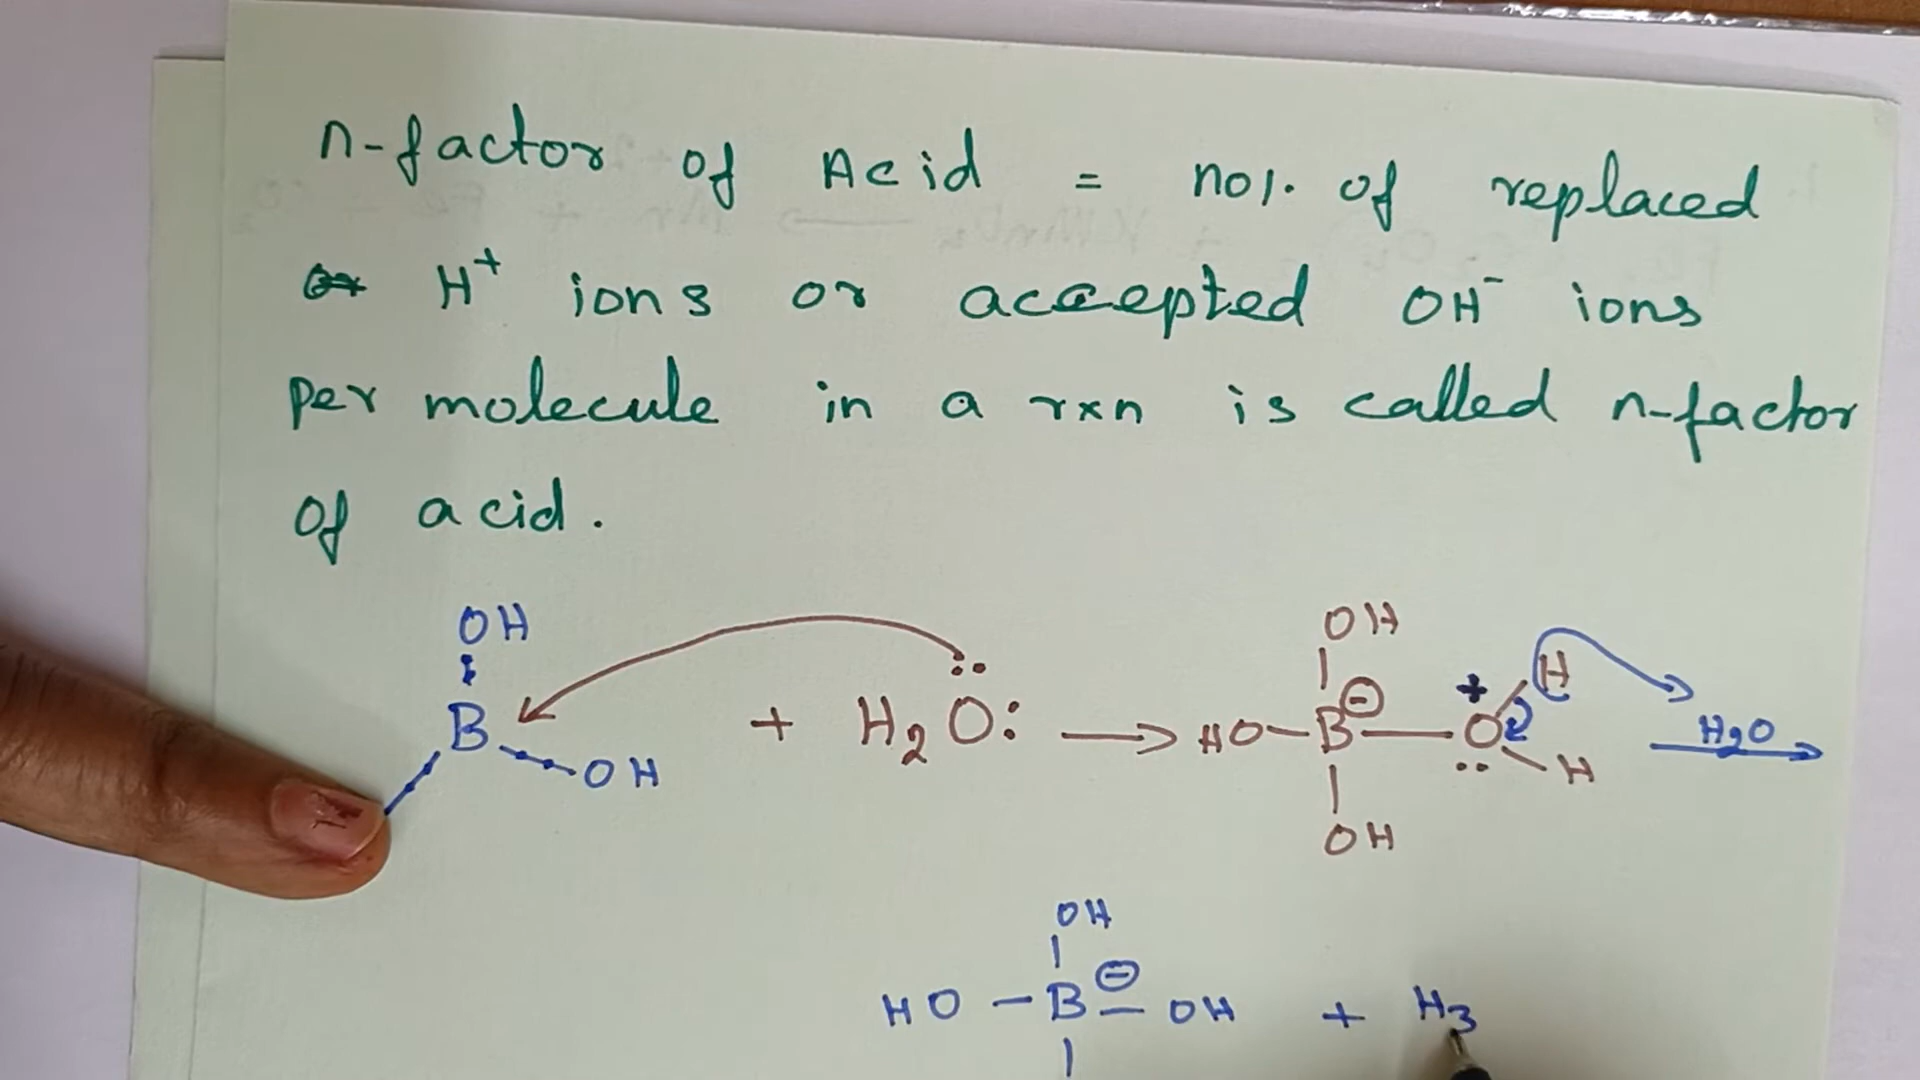 n-factor of Acid = no/. of replaced
H+ ions or accepted OH- ions
per molecule in a rxn is called n-factor
of acid.
OH OH
H
B + H2O: → HO-B⊖-O+ H2O
OH H
OH
OH
HO-B⊖-OH + H3